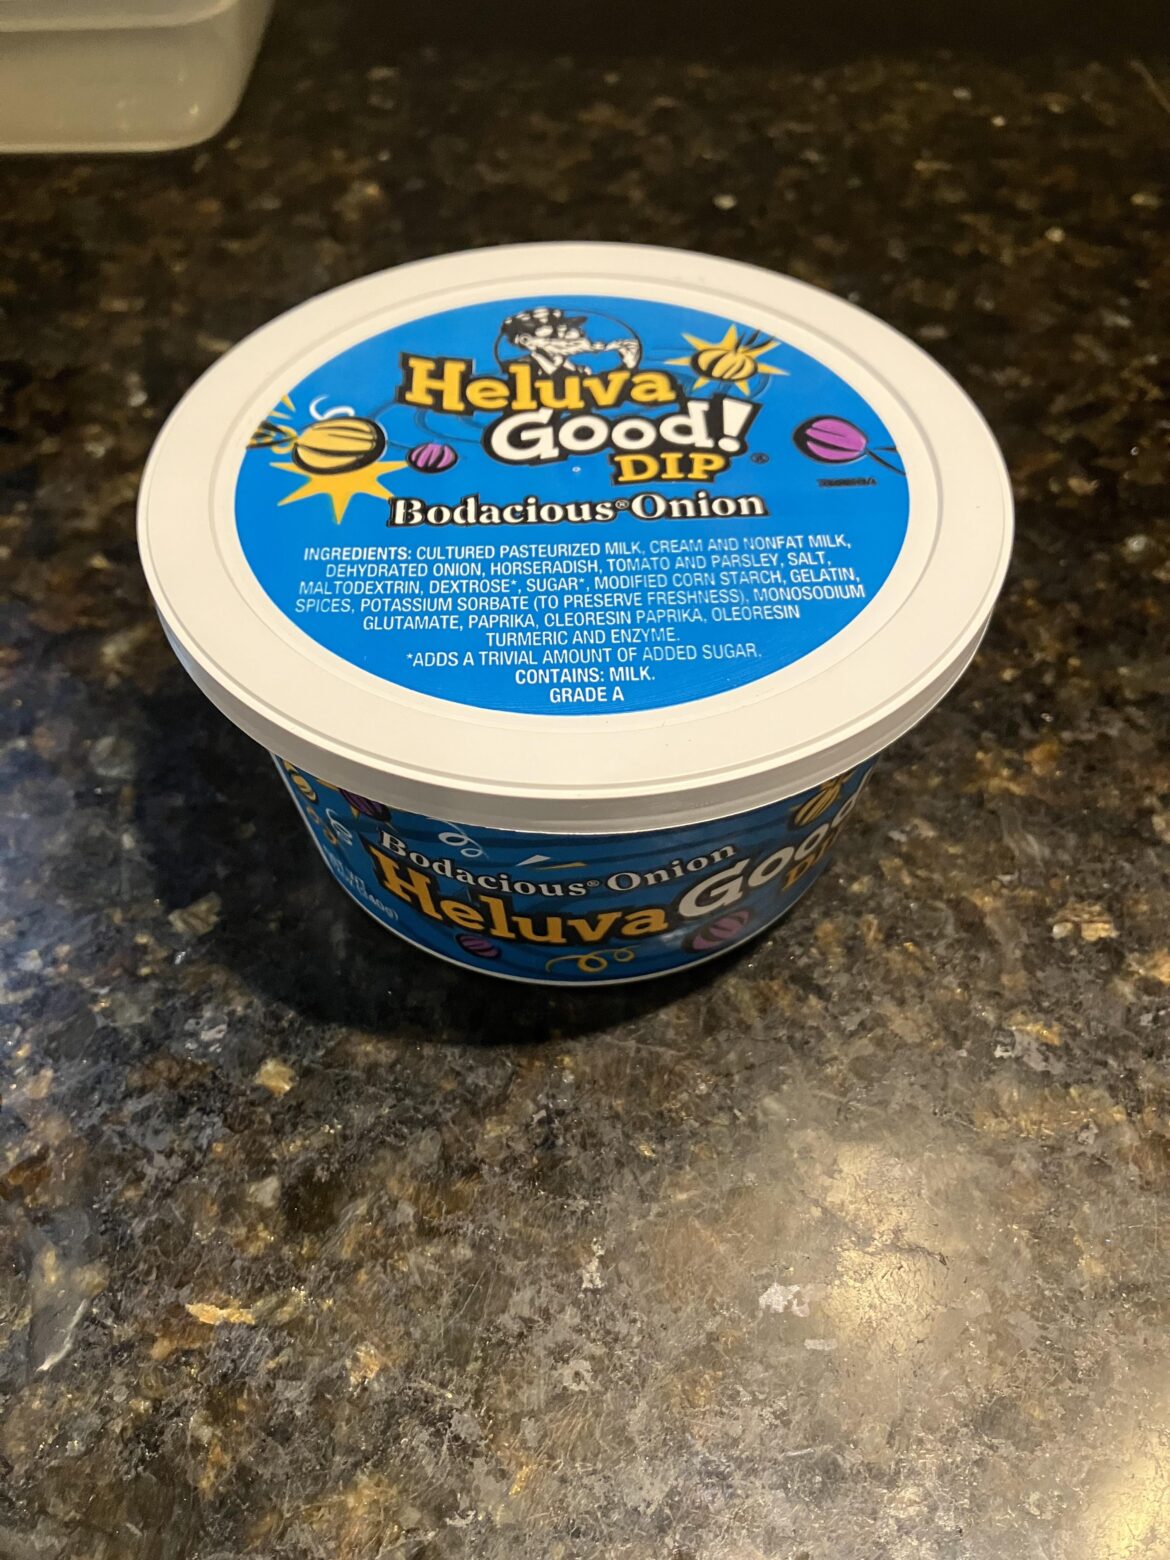 Heluva
Good!
DIP ®
Bodacious® Onion
INGREDIENTS: CULTURED PASTEURIZED MILK, CREAM AND NONFAT MILK,
DEHYDRATED ONION, HORSERADISH, TOMATO AND PARSLEY, SALT,
MALTODEXTRIN, DEXTROSE*, SUGAR*, MODIFIED CORN STARCH, GELATIN,
SPICES, POTASSIUM SORBATE (TO PRESERVE FRESHNESS), MONOSODIUM
GLUTAMATE, PAPRIKA, OLEORESIN PAPRIKA, OLEORESIN
TURMERIC AND ENZYME.
*ADDS A TRIVIAL AMOUNT OF ADDED SUGAR.
CONTAINS: MILK.
GRADE A
Bodacious® Onion
Heluva Good